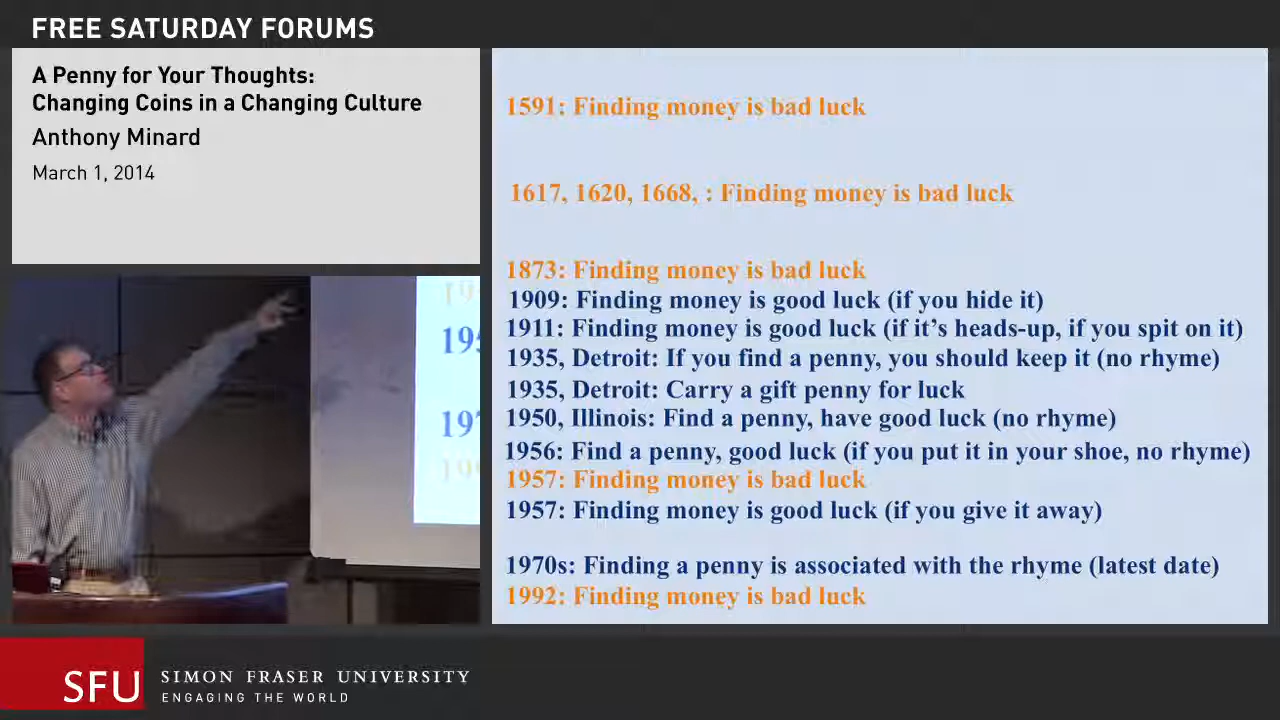 FREE SATURDAY FORUMS
A Penny for Your Thoughts:
Changing Coins in a Changing Culture
Anthony Minard
March 1, 2014
1591: Finding money is bad luck
1617, 1620, 1668, : Finding money is bad luck
1873: Finding money is bad luck
1909: Finding money is good luck (if you hide it)
1911: Finding money is good luck (if it's heads-up, if you spit on it)
1935, Detroit: If you find a penny, you should keep it (no rhyme)
1935, Detroit: Carry a gift penny for luck
1950, Illinois: Find a penny, have good luck (no rhyme)
1956: Find a penny, good luck (if you put it in your shoe, no rhyme)
1957: Finding money is bad luck
1957: Finding money is good luck (if you give it away)
1970s: Finding a penny is associated with the rhyme (latest date)
1992: Finding money is bad luck
SFU
SIMON FRASER UNIVERSITY
ENGAGING THE WORLD